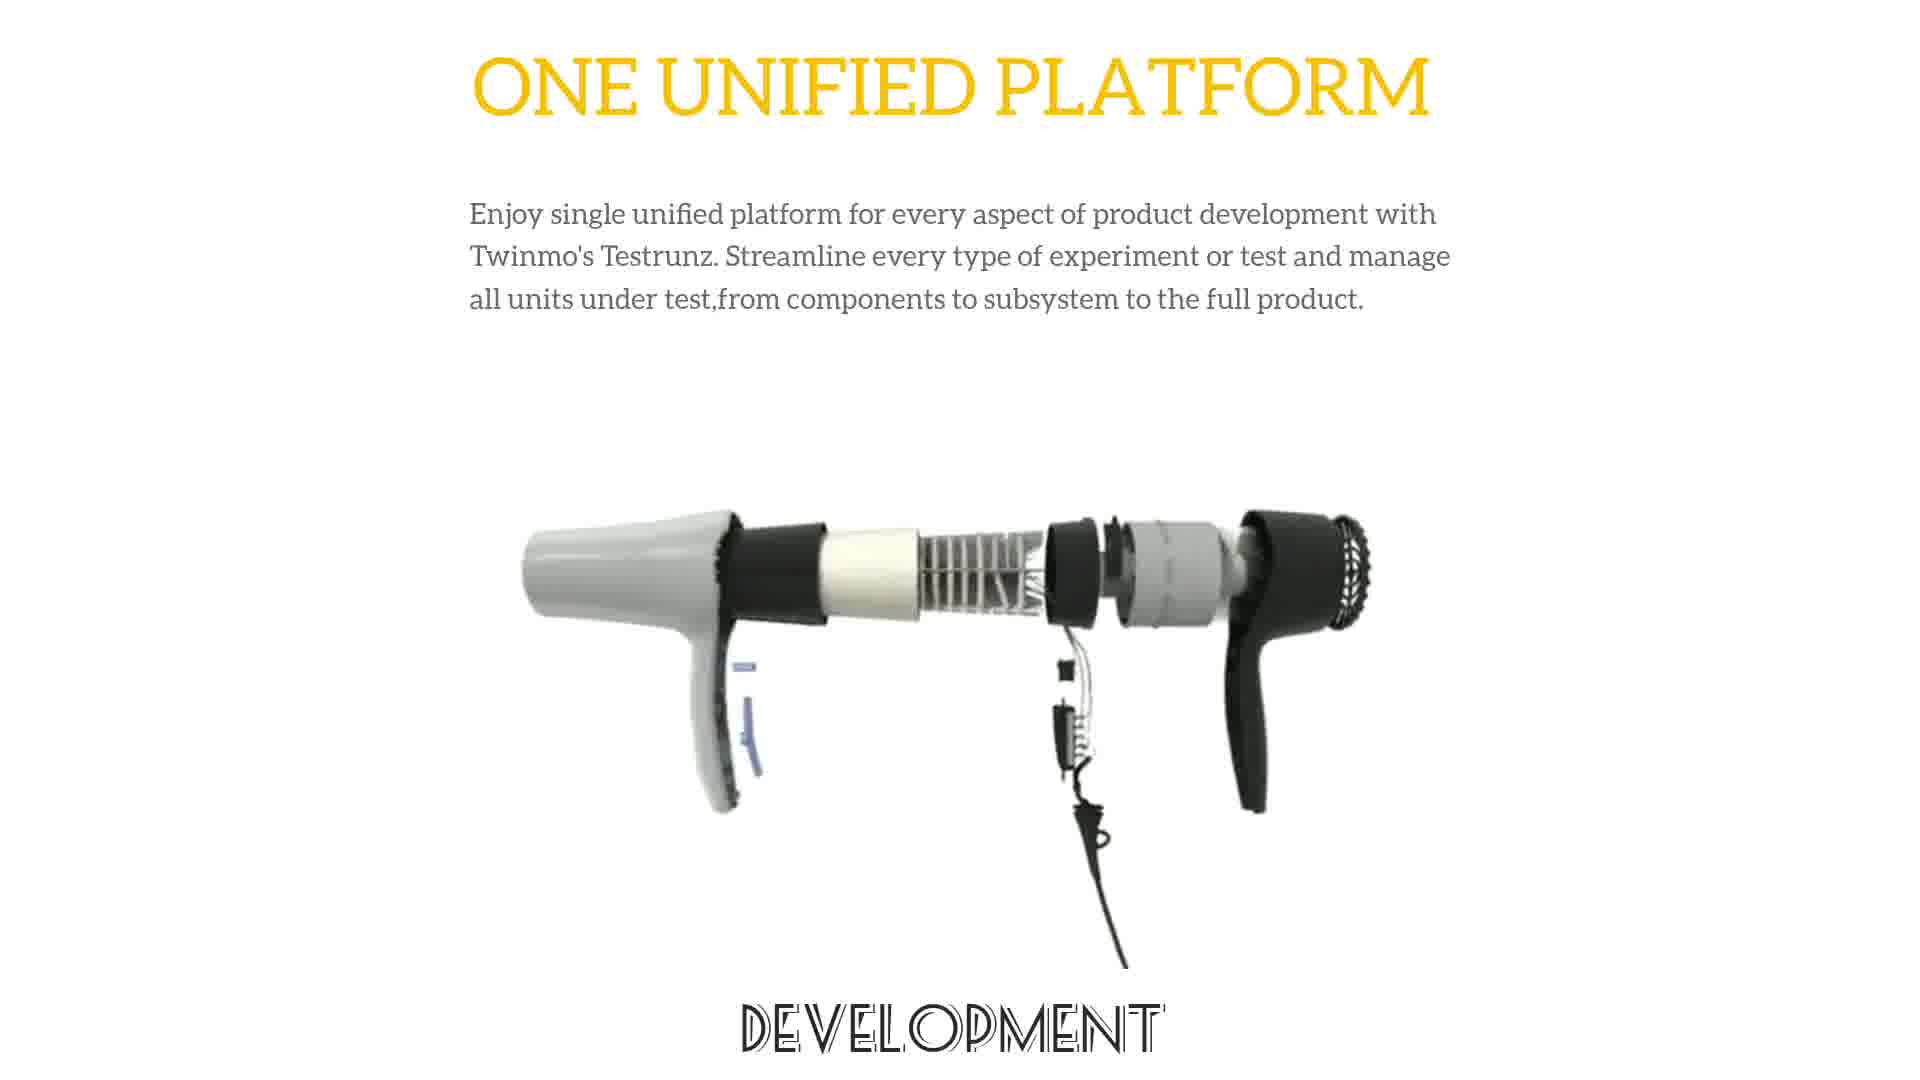 ONE UNIFIED PLATFORM
Enjoy single unified platform for every aspect of product development with
Twinmo's Testrunz. Streamline every type of experiment or test and manage
all units under test,from components to subsystem to the full product.
DEVELOPMENT